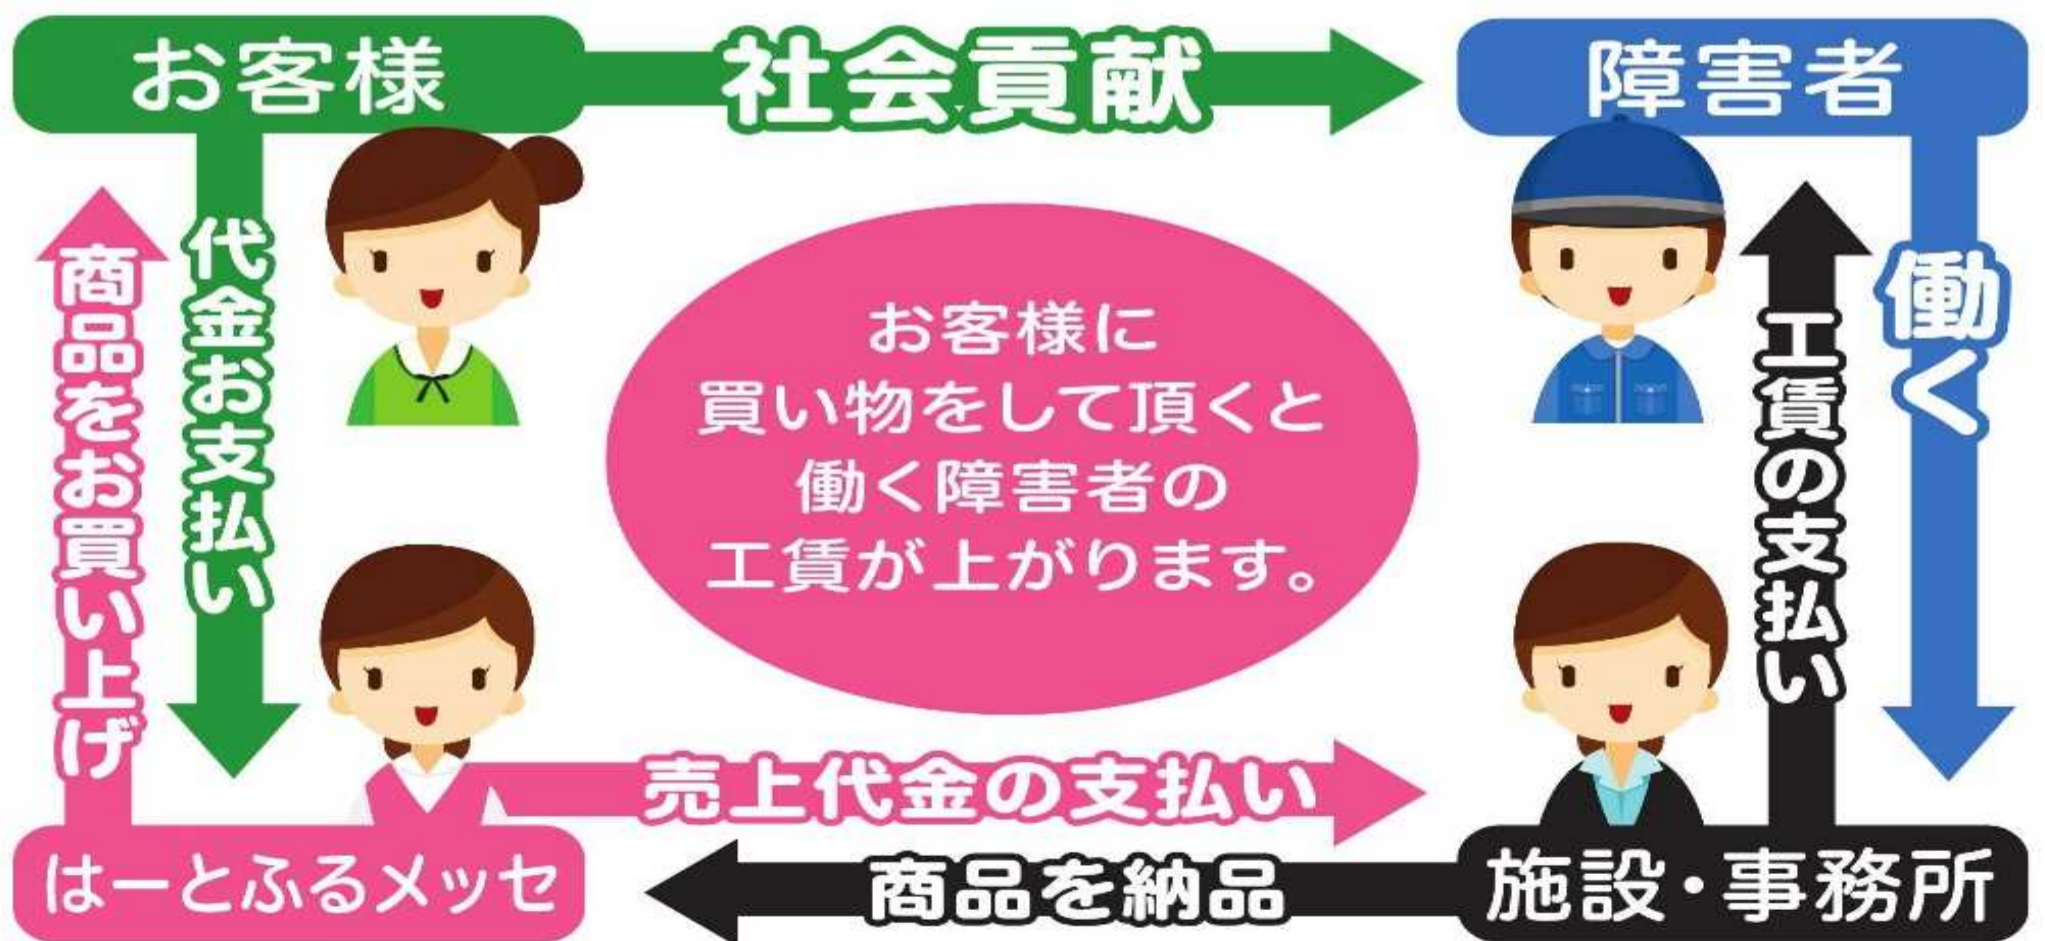 お客様
社会貢献
障害者
商品をお買い上げ
代金お支払い
お客様に
買い物をして頂くと
働く障害者の
工賃が上がります。
工賃の支払い
働く
売上代金の支払い
はーとふるメッセ
商品を納品
施設・事務所